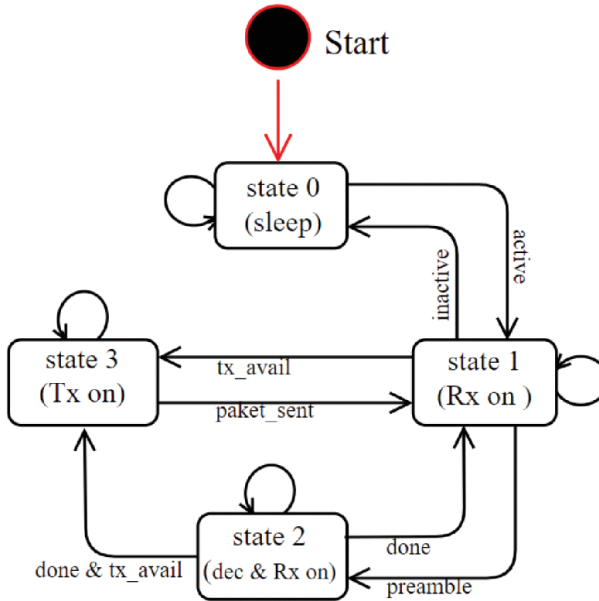 Start
state 0
(sleep)
active
inactive
state 3
(Tx on)
tx_avail
paket_sent
state 1
(Rx on )
state 2
(dec & Rx on)
done
preamble
done & tx_avail